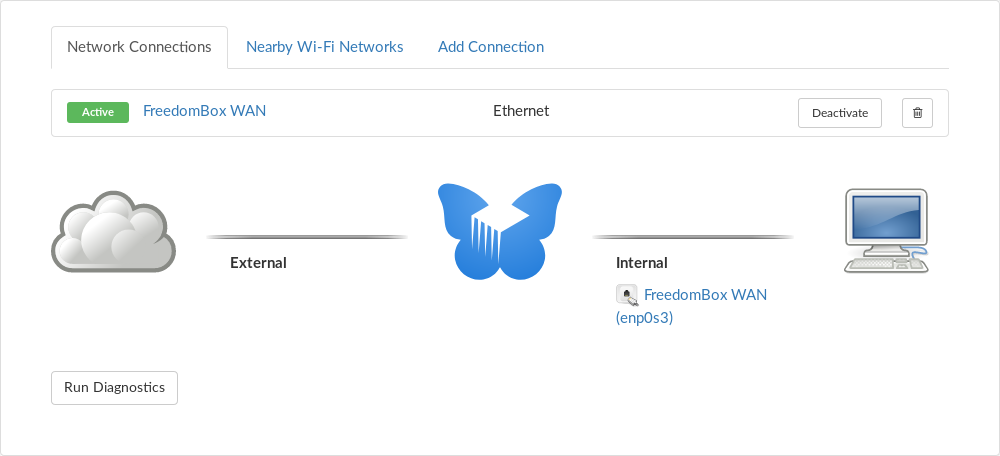 Network Connections
Nearby Wi-Fi Networks
Add Connection
Active
FreedomBox WAN
Ethernet
Deactivate
External
Internal
FreedomBox WAN
(enp0s3)
Run Diagnostics